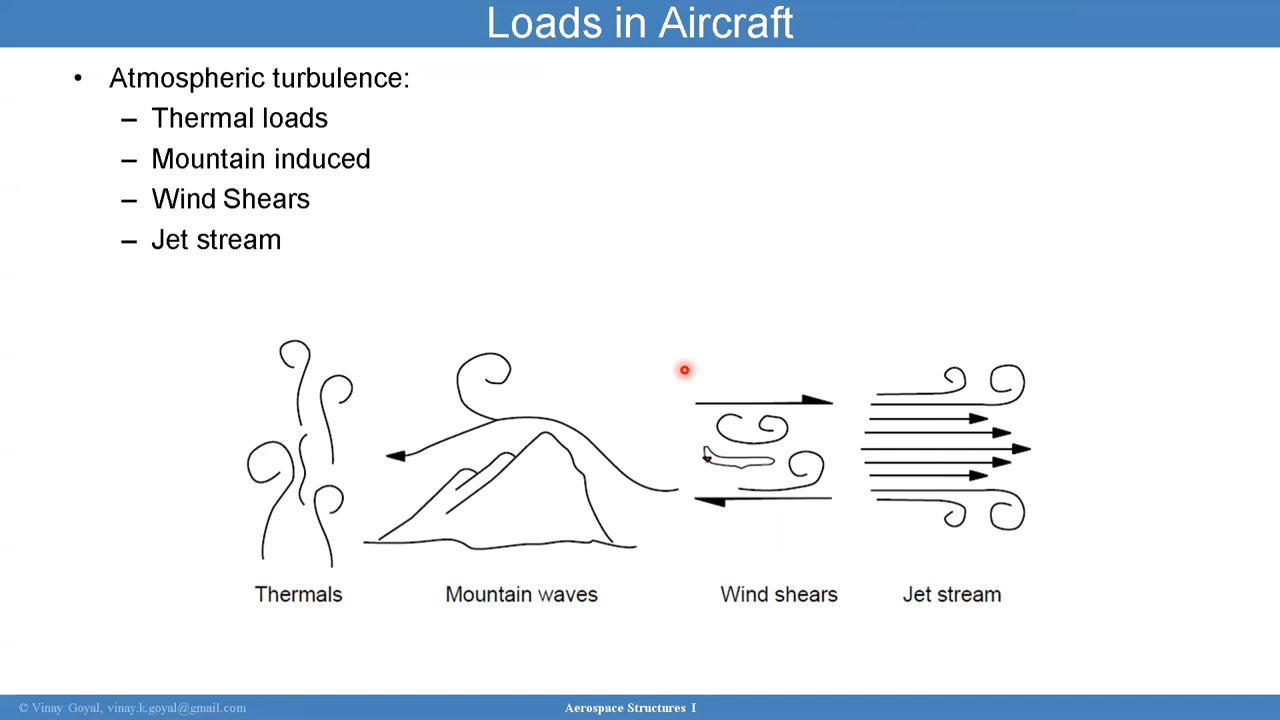 Loads in Aircraft
• Atmospheric turbulence:
– Thermal loads
– Mountain induced
– Wind Shears
– Jet stream
Thermals Mountain waves Wind shears Jet stream
© Vinay Goyal, vinay.k.goyal@gmail.com Aerospace Structures I